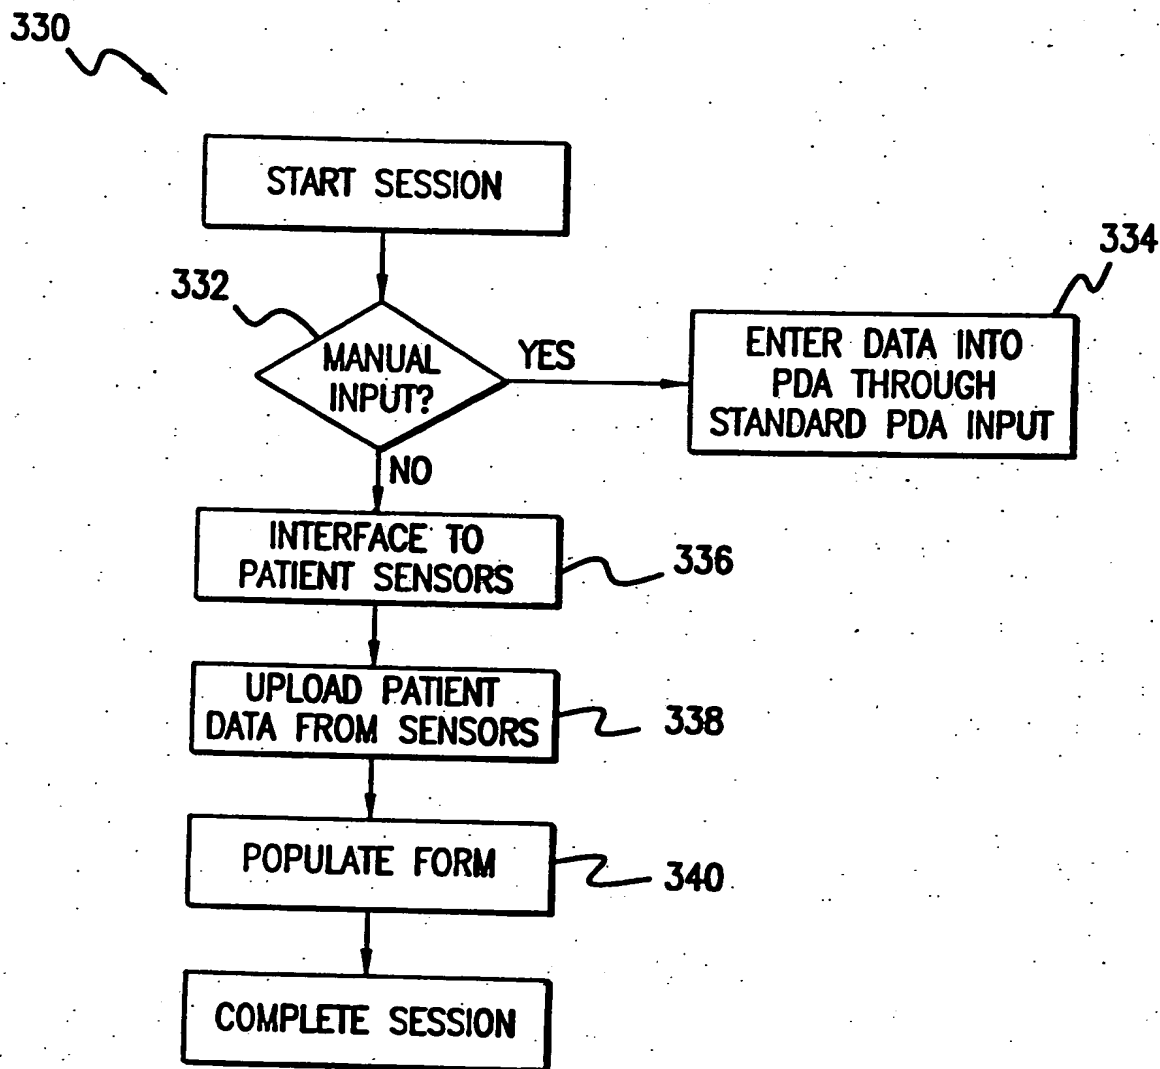 330
START SESSION
332
MANUAL
INPUT?
YES
334
ENTER DATA INTO
PDA THROUGH
STANDARD PDA INPUT
NO
INTERFACE TO
PATIENT SENSORS
336
UPLOAD PATIENT
DATA FROM SENSORS
338
POPULATE FORM
340
COMPLETE SESSION